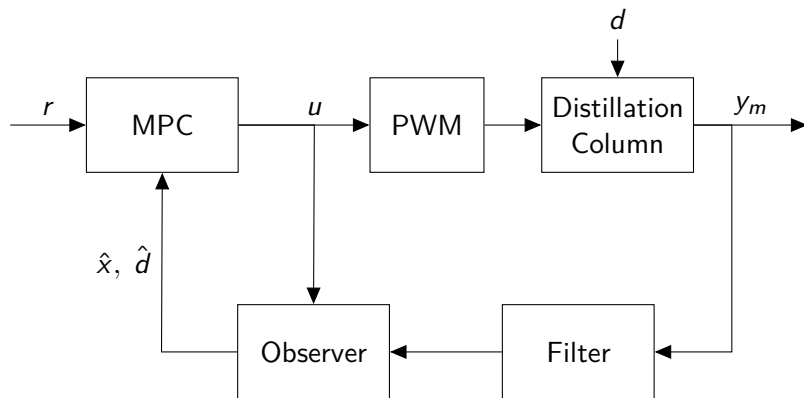 d
r
MPC
u
PWM
Distillation
Column
y_m
x̂, d̂
Observer
Filter